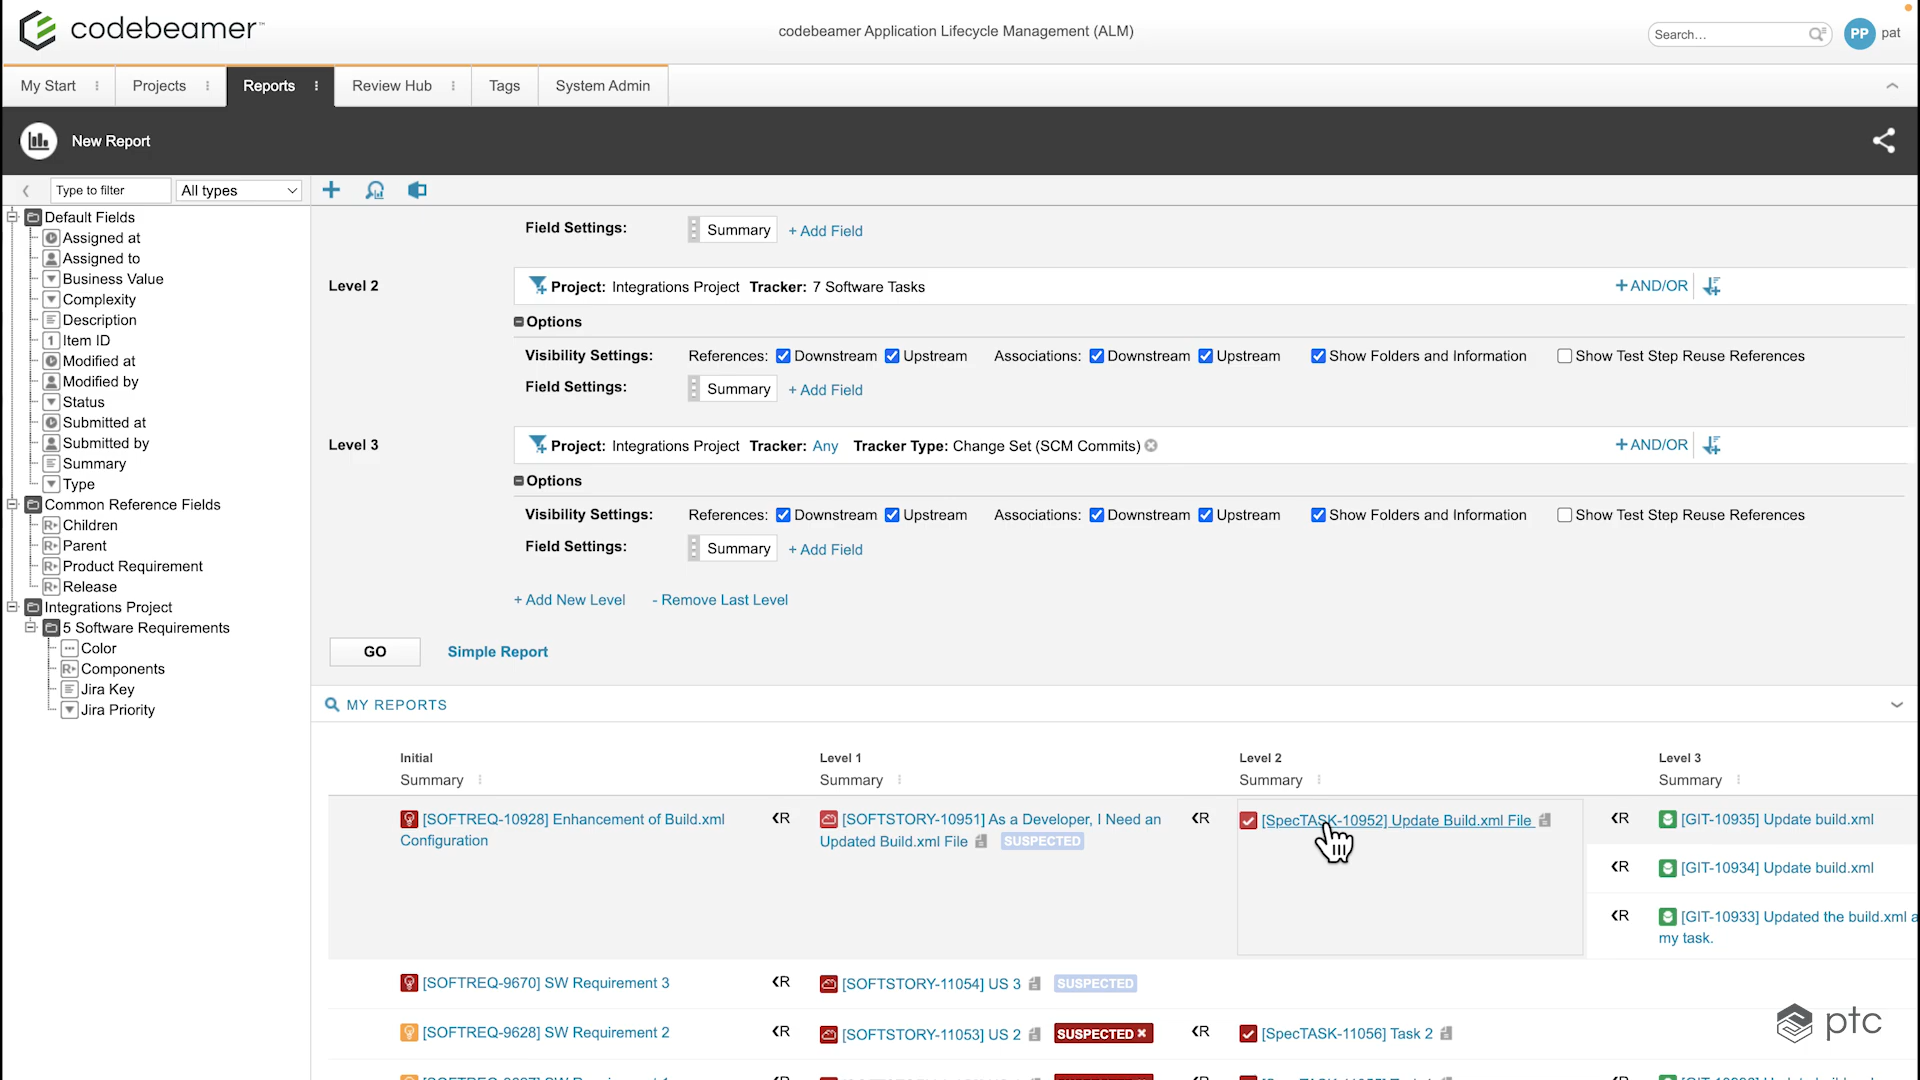 codebeamer™
codebeamer Application Lifecycle Management (ALM)
Search...
PP pat
My Start Projects Reports Review Hub Tags System Admin
New Report
Type to filter All types
Default Fields
Assigned at
Assigned to
Business Value
Complexity
Description
Item ID
Modified at
Modified by
Status
Submitted at
Submitted by
Summary
Type
Common Reference Fields
Children
Parent
Product Requirement
Release
Integrations Project
5 Software Requirements
Color
Components
Jira Key
Jira Priority
Field Settings: Summary + Add Field
Level 2 Project: Integrations Project Tracker: 7 Software Tasks +AND/OR
Options
Visibility Settings: References: Downstream Upstream Associations: Downstream Upstream Show Folders and Information Show Test Step Reuse References
Field Settings: Summary + Add Field
Level 3 Project: Integrations Project Tracker: Any Tracker Type: Change Set (SCM Commits) +AND/OR
Options
Visibility Settings: References: Downstream Upstream Associations: Downstream Upstream Show Folders and Information Show Test Step Reuse References
Field Settings: Summary + Add Field
+ Add New Level - Remove Last Level
GO Simple Report
MY REPORTS
Initial Level 1 Level 2 Level 3
Summary Summary Summary Summary
[SOFTREQ-10928] Enhancement of Build.xml
Configuration
R
[SOFTSTORY-10951] As a Developer, I Need an
Updated Build.xml File SUSPECTED
R
[SpecTASK-10952] Update Build.xml File
R [GIT-10935] Update build.xml
R [GIT-10934] Update build.xml
R [GIT-10933] Updated the build.xml a
my task.
[SOFTREQ-9670] SW Requirement 3 R [SOFTSTORY-11054] US 3 SUSPECTED
[SOFTREQ-9628] SW Requirement 2 R [SOFTSTORY-11053] US 2 SUSPECTED R [SpecTASK-11056] Task 2
ptc